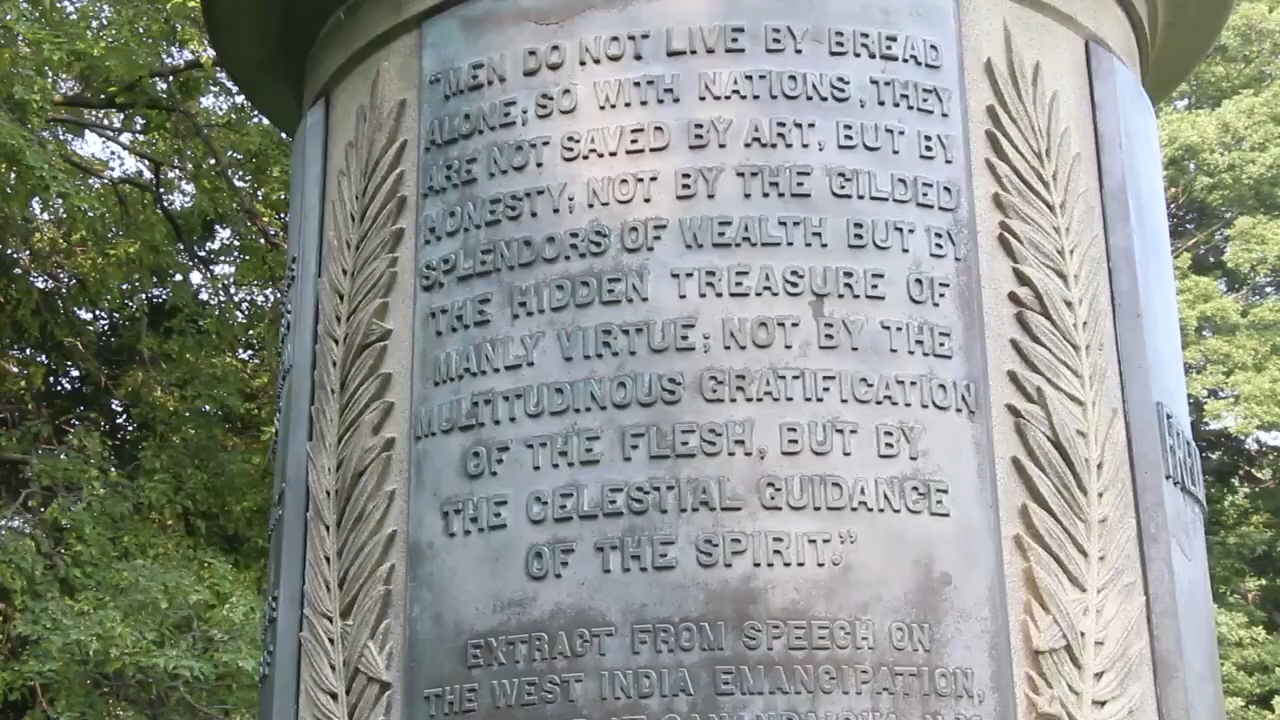 "MEN DO NOT LIVE BY BREAD
ALONE; SO WITH NATIONS, THEY
ARE NOT SAVED BY ART, BUT BY
HONESTY; NOT BY THE GILDED
SPLENDORS OF WEALTH BUT BY
THE HIDDEN TREASURE OF
MANLY VIRTUE; NOT BY THE
MULTITUDINOUS GRATIFICATION
OF THE FLESH, BUT BY
THE CELESTIAL GUIDANCE
OF THE SPIRIT."
EXTRACT FROM SPEECH ON
THE WEST INDIA EMANCIPATION,